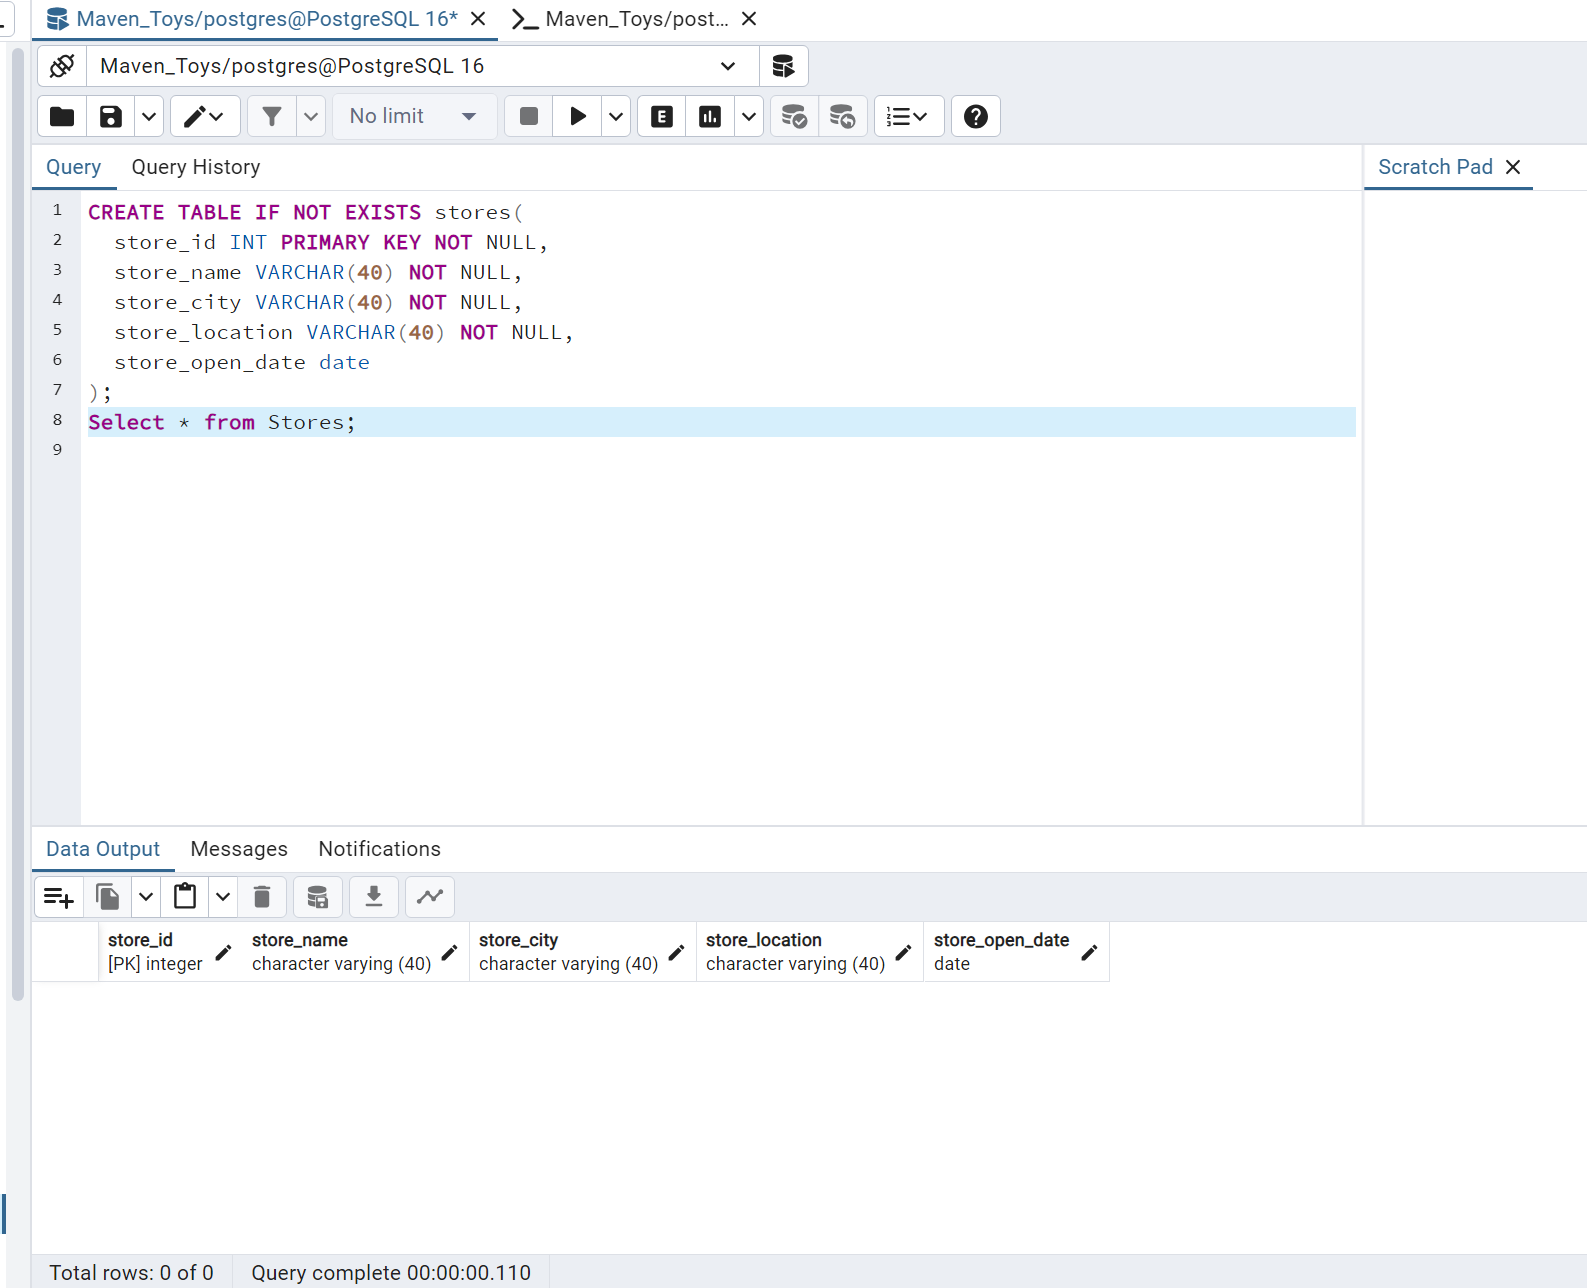 Maven_Toys/postgres@PostgreSQL 16*
Maven_Toys/post...
Maven_Toys/postgres@PostgreSQL 16
No limit
E
Query
Query History
Scratch Pad
1 CREATE TABLE IF NOT EXISTS stores(
2 store_id INT PRIMARY KEY NOT NULL,
3 store_name VARCHAR(40) NOT NULL,
4 store_city VARCHAR(40) NOT NULL,
5 store_location VARCHAR(40) NOT NULL,
6 store_open_date date
7 );
8 Select * from Stores;
9
Data Output
Messages
Notifications
store_id
[PK] integer
store_name
character varying (40)
store_city
character varying (40)
store_location
character varying (40)
store_open_date
date
Total rows: 0 of 0
Query complete 00:00:00.110